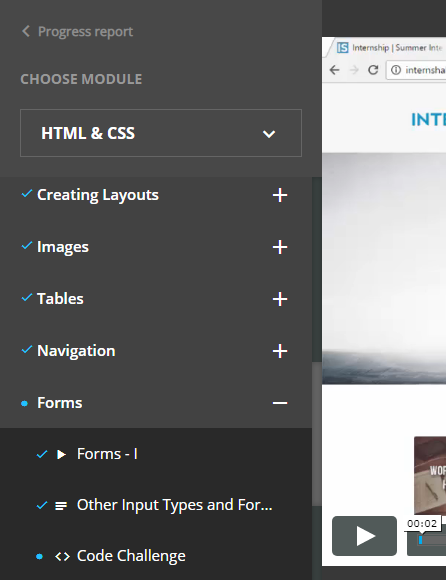 Progress report
CHOOSE MODULE
HTML & CSS
Creating Layouts
Images
Tables
Navigation
Forms
Forms - I
Other Input Types and For...
Code Challenge
IS Internship | Summer Inte
internsha
INTE
WOR
00:02